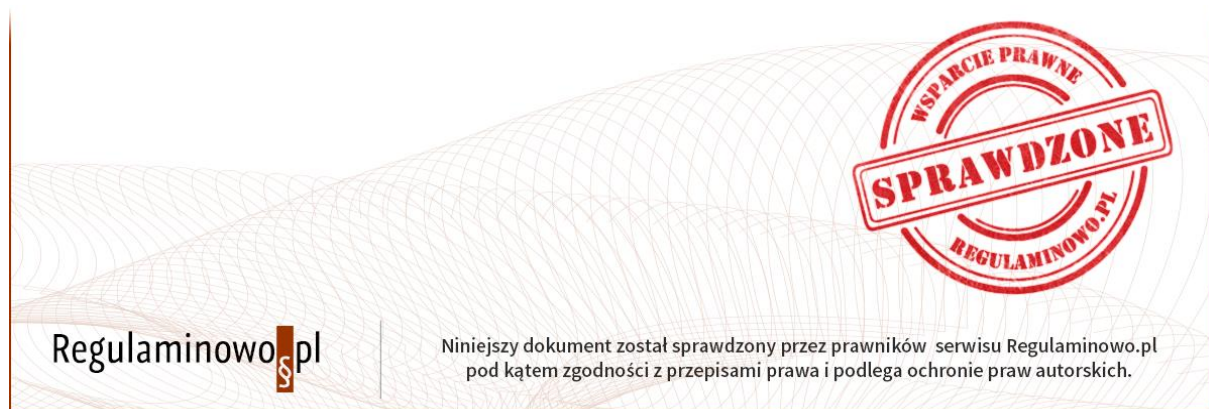 WSPARCIE PRAWNE
SPRAWDZONE
REGULAMINOWO.PL
Regulaminowo§pl
Niniejszy dokument został sprawdzony przez prawników serwisu Regulaminowo.pl
pod kątem zgodności z przepisami prawa i podlega ochronie praw autorskich.